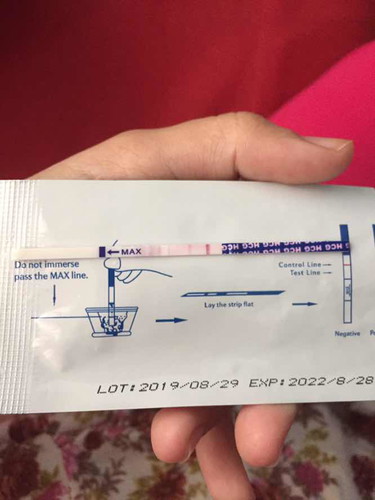 ← MAX HCG HCG HCG HCG HCG HCG
Do not immerse
pass the MAX line.
Control Line
Test Line
Lay the strip flat
Negative
LOT:2019/08/29 EXP:2022/8/28